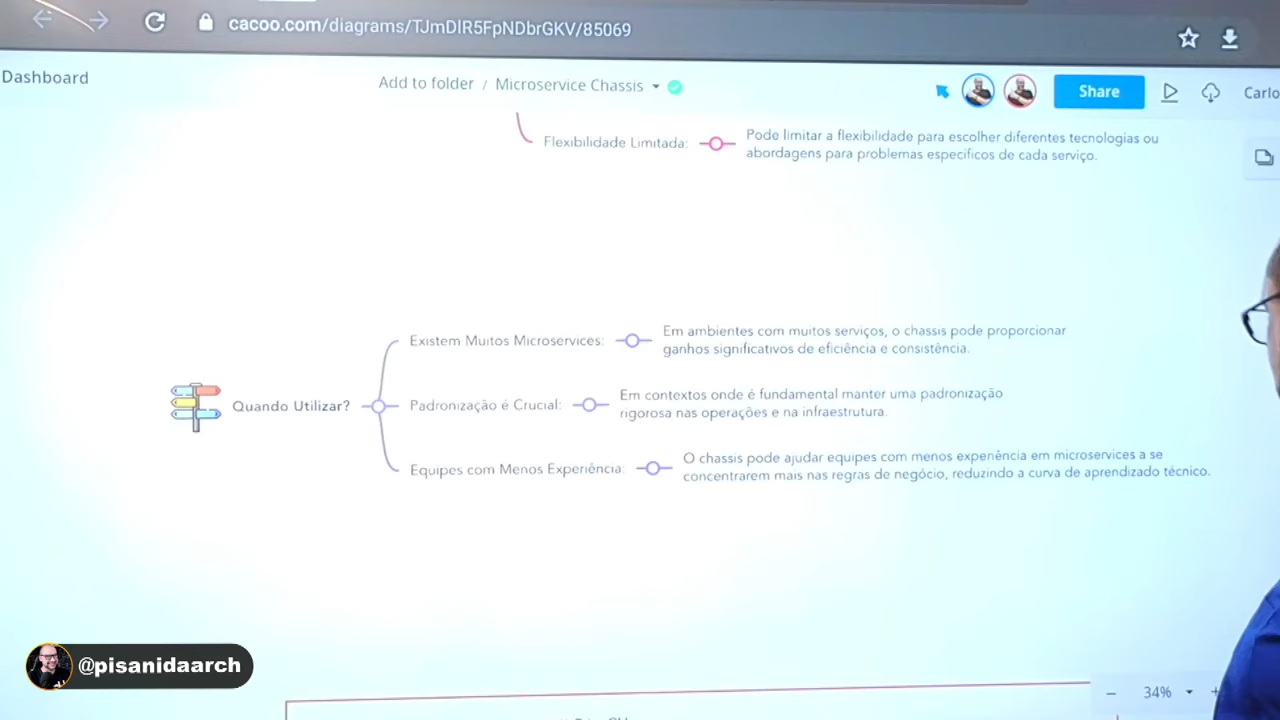 cacoo.com/diagrams/TJmDlR5FpNDbrGKV/85069
Dashboard
Add to folder / Microservice Chassis
Share
Carlo
Flexibilidade Limitada:
Pode limitar a flexibilidade para escolher diferentes tecnologias ou
abordagens para problemas específicos de cada serviço.
Existem Muitos Microservices:
Em ambientes com muitos serviços, o chassis pode proporcionar
ganhos significativos de eficiência e consistência.
Quando Utilizar?
Padronização é Crucial:
Em contextos onde é fundamental manter uma padronização
rigorosa nas operações e na infraestrutura.
Equipes com Menos Experiência:
O chassis pode ajudar equipes com menos experiência em microservices a se
concentrarem mais nas regras de negócio, reduzindo a curva de aprendizado técnico.
@pisanidaarch
34%